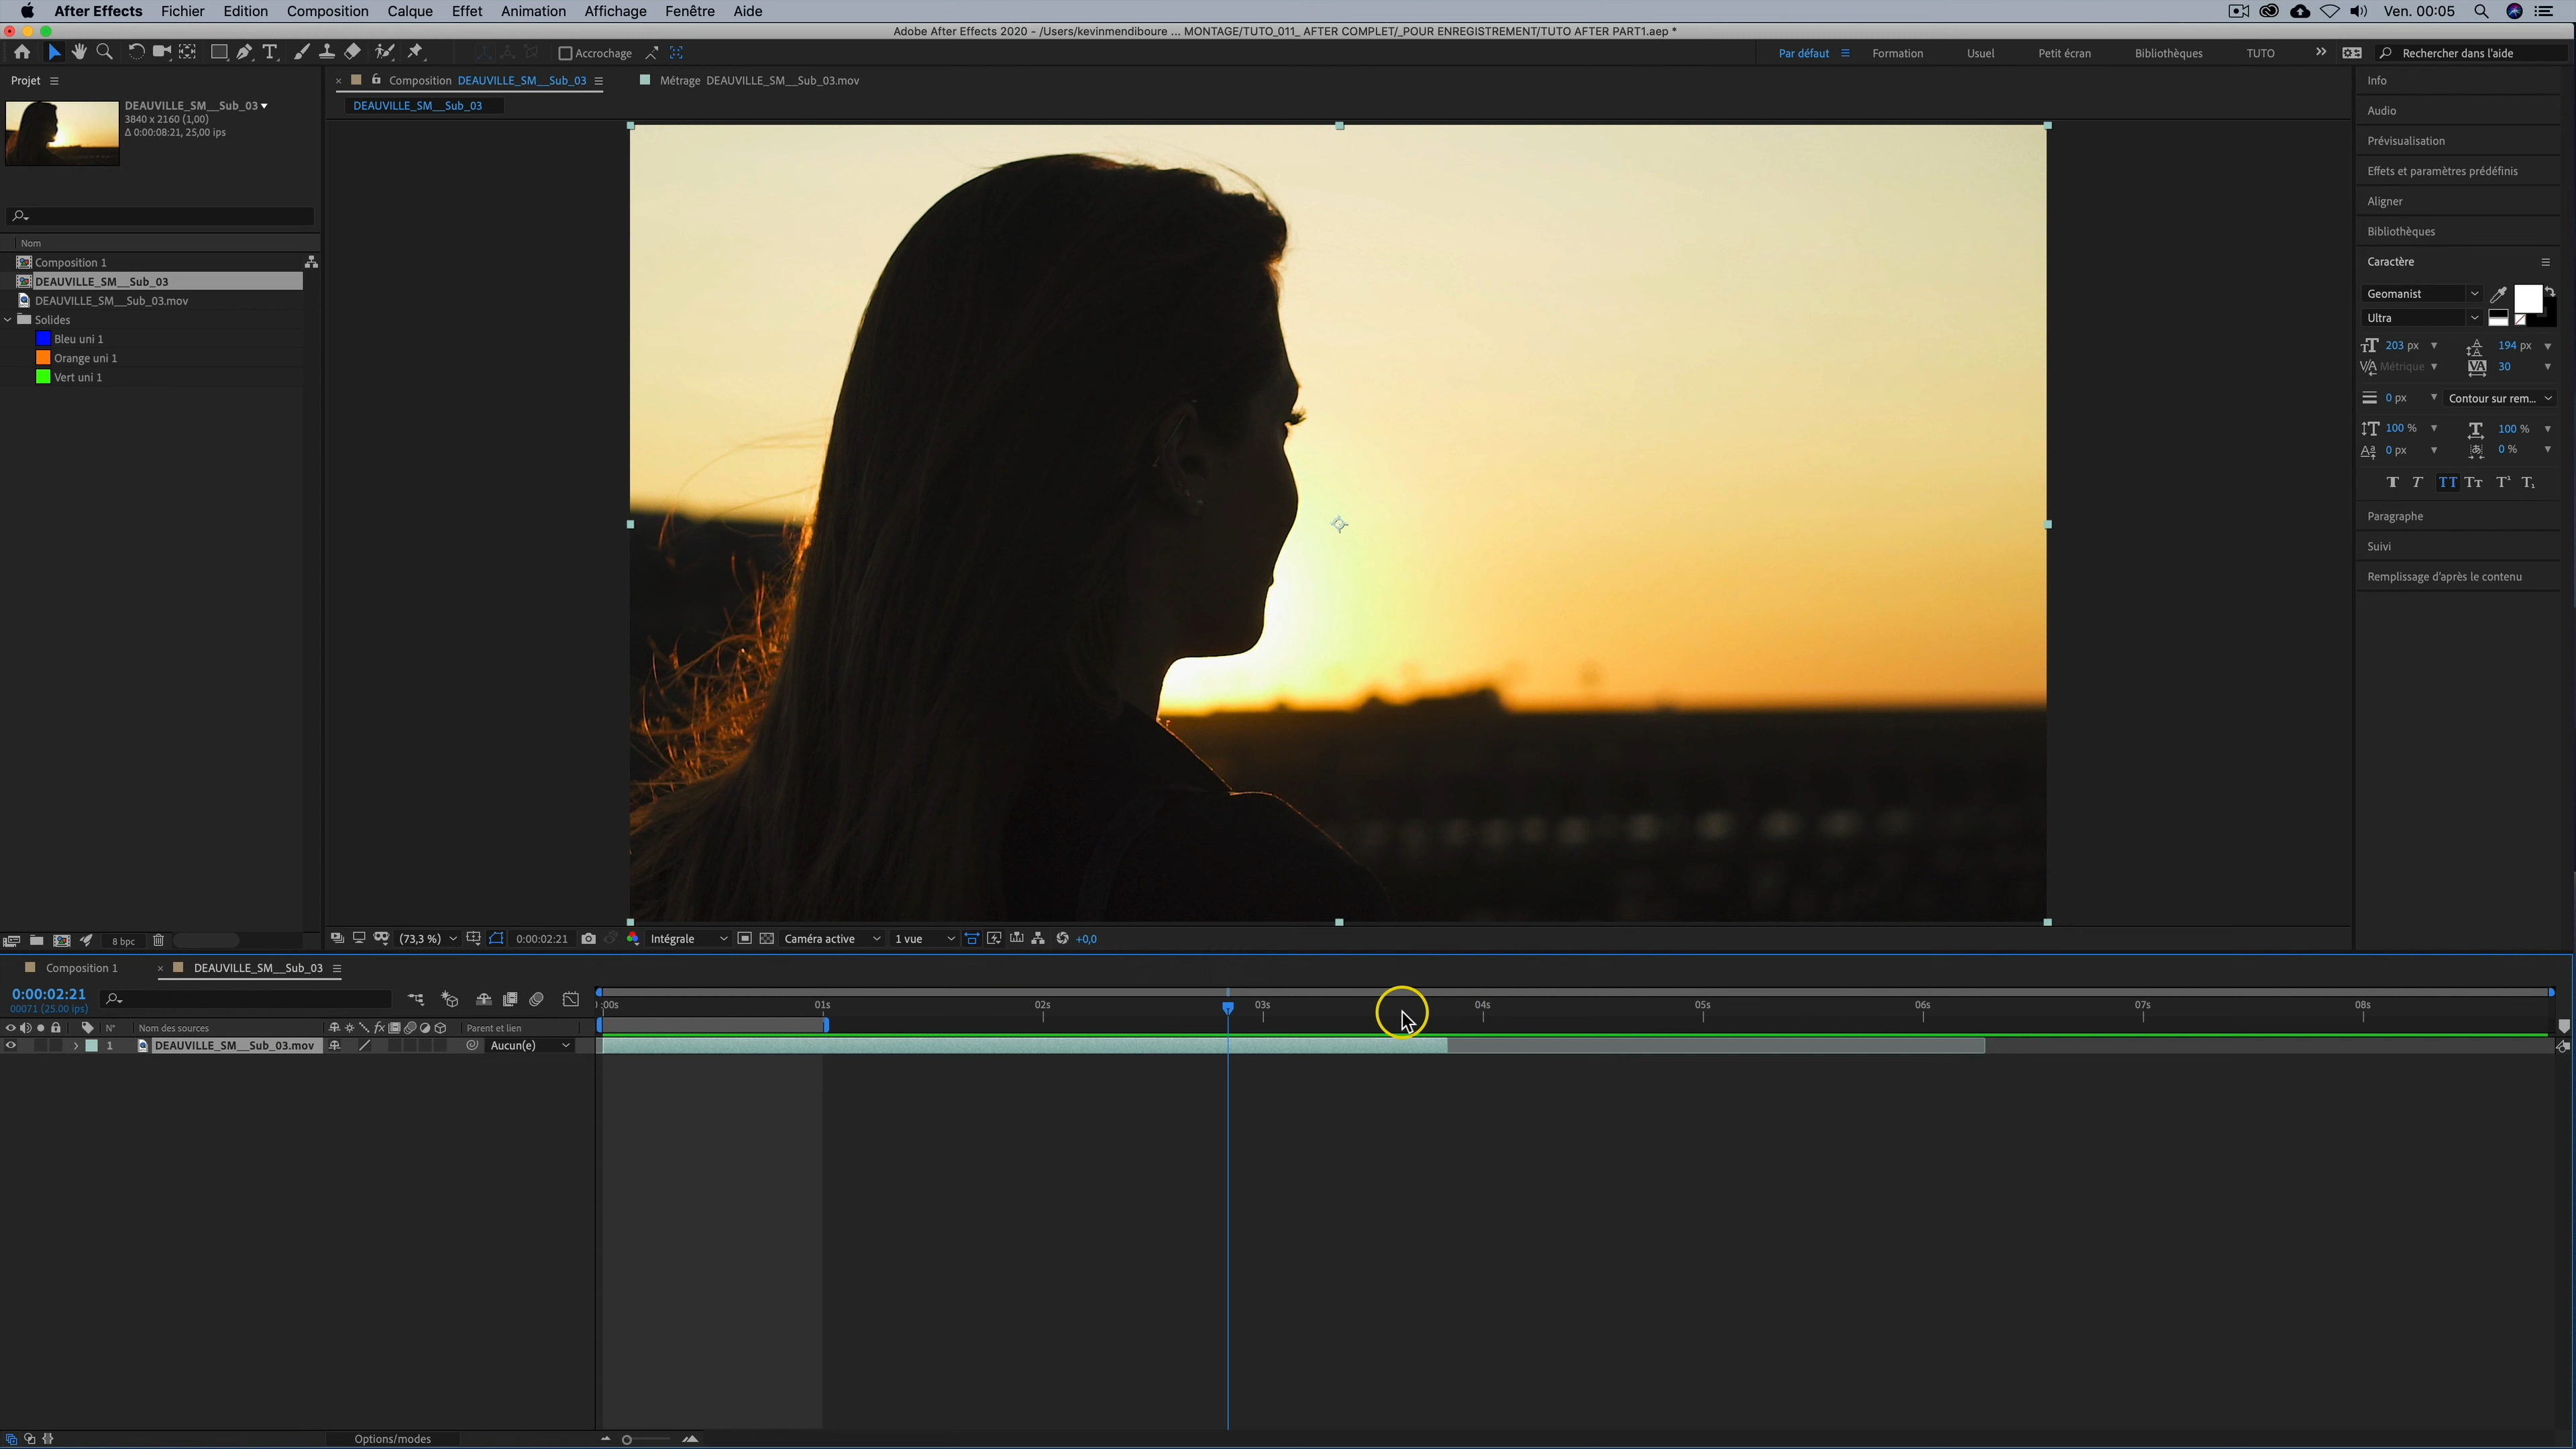 After Effects Fichier Edition Composition Calque Effet Animation Affichage Fenêtre Aide Ven. 00:05
Adobe After Effects 2020 - /Users/kevinmendiboure ... MONTAGE/TUTO_011_ AFTER COMPLET/_POUR ENREGISTREMENT/TUTO AFTER PART1.aep *
Accrochage Par défaut Formation Usuel Petit écran Bibliothèques TUTO Rechercher dans l'aide
Projet Composition DEAUVILLE_SM__Sub_03 Métrage DEAUVILLE_SM__Sub_03.mov Info
DEAUVILLE_SM__Sub_03 DEAUVILLE_SM__Sub_03 Audio
3840 x 2160 (1,00)
Δ 0:00:08:21, 25,00 ips
Prévisualisation
Effets et paramètres prédéfinis
Aligner
Bibliothèques
Nom
Composition 1 Caractère
DEAUVILLE_SM__Sub_03
DEAUVILLE_SM__Sub_03.mov Geomanist
Solides Ultra
Bleu uni 1 203 px 194 px
Orange uni 1 Métrique 30
Vert uni 1
0 px Contour sur rem...
100 % 100 %
0 px 0 %
Paragraphe
Suivi
Remplissage d'après le contenu
8 bpc (73,3 %) 0:00:02:21 Intégrale Caméra active 1 vue +0,0
Composition 1 DEAUVILLE_SM__Sub_03
0:00:02:21
00071 (25.00 ips) :00s 01s 02s 03s 04s 05s 06s 07s 08s
N° Nom des sources Parent et lien
1 DEAUVILLE_SM__Sub_03.mov Aucun(e)
Options/modes